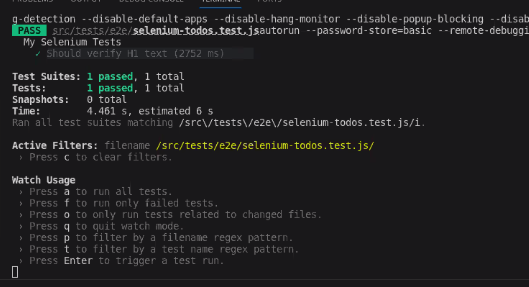 PROBLEMS OUTPUT DEBUG CONSOLE TERMINAL PORTS
g-detection --disable-default-apps --disable-hang-monitor --disable-popup-blocking --disab
PASS src/tests/e2e/selenium-todos.test.jsautorun --password-store=basic --remote-debuggi
My Selenium Tests
✓ Should verify H1 text (2752 ms)
Test Suites: 1 passed, 1 total
Tests: 1 passed, 1 total
Snapshots: 0 total
Time: 4.461 s, estimated 6 s
Ran all test suites matching /src\/tests\/e2e\/selenium-todos.test.js/i.
Active Filters: filename /src/tests/e2e/selenium-todos.test.js/
› Press c to clear filters.
Watch Usage
› Press a to run all tests.
› Press f to run only failed tests.
› Press o to only run tests related to changed files.
› Press q to quit watch mode.
› Press p to filter by a filename regex pattern.
› Press t to filter by a test name regex pattern.
› Press Enter to trigger a test run.